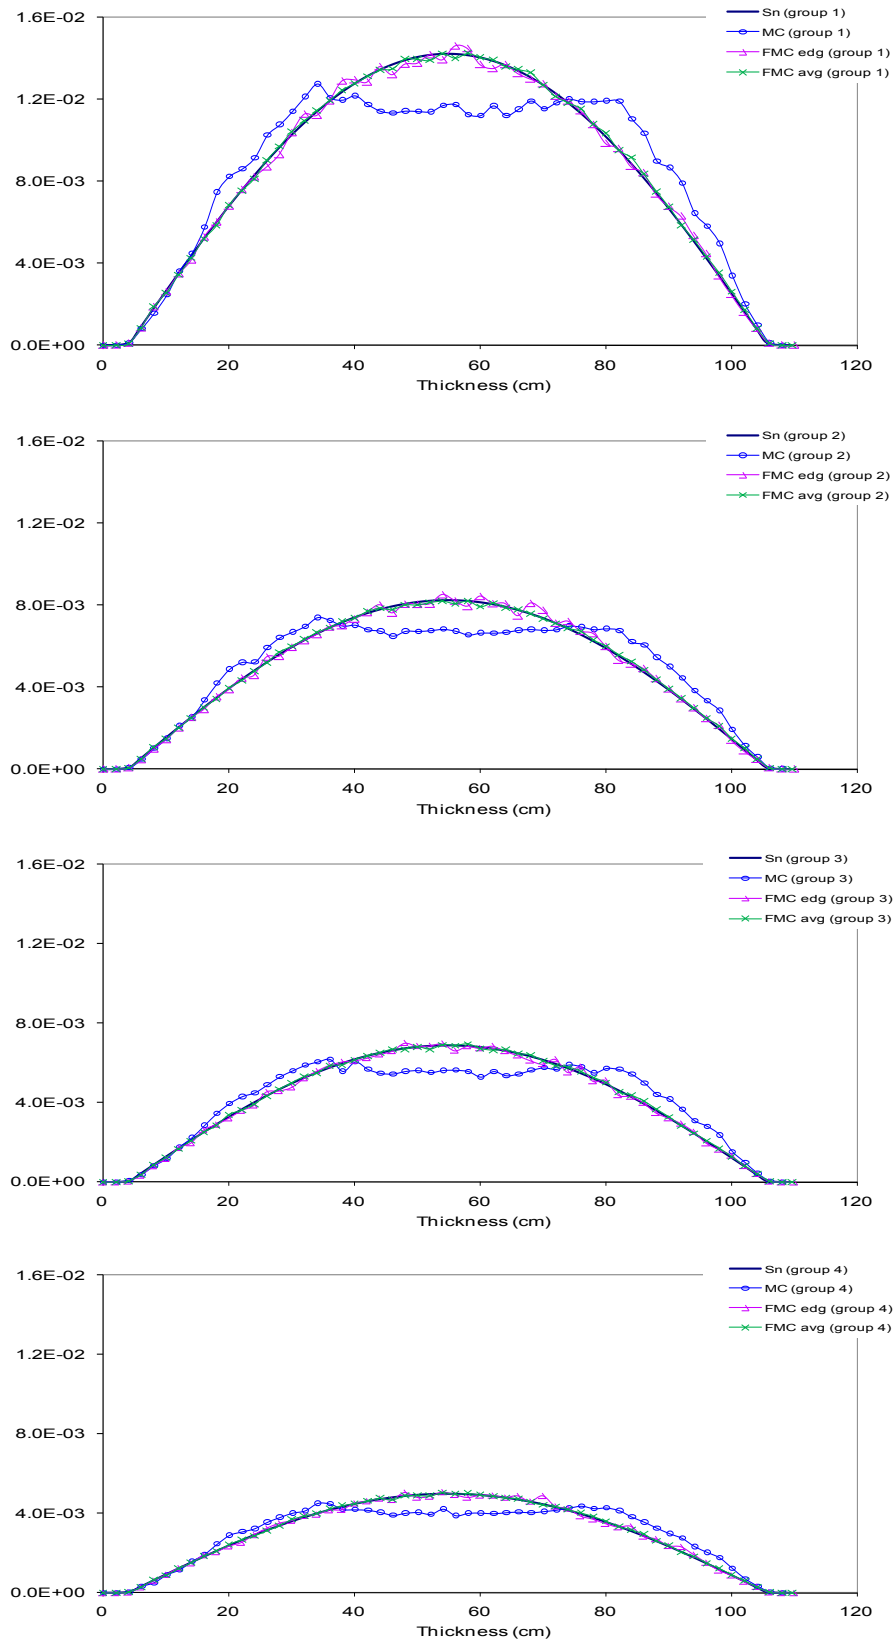 1.6E-02
1.2E-02
8.0E-03
4.0E-03
0.0E+00
0 20 40 60 80 100 120
Thickness (cm)
Sn (group 1)
MC (group 1)
FMC edg (group 1)
FMC avg (group 1)
1.6E-02
1.2E-02
8.0E-03
4.0E-03
0.0E+00
0 20 40 60 80 100 120
Thickness (cm)
Sn (group 2)
MC (group 2)
FMC edg (group 2)
FMC avg (group 2)
1.6E-02
1.2E-02
8.0E-03
4.0E-03
0.0E+00
0 20 40 60 80 100 120
Thickness (cm)
Sn (group 3)
MC (group 3)
FMC edg (group 3)
FMC avg (group 3)
1.6E-02
1.2E-02
8.0E-03
4.0E-03
0.0E+00
0 20 40 60 80 100 120
Thickness (cm)
Sn (group 4)
MC (group 4)
FMC edg (group 4)
FMC avg (group 4)